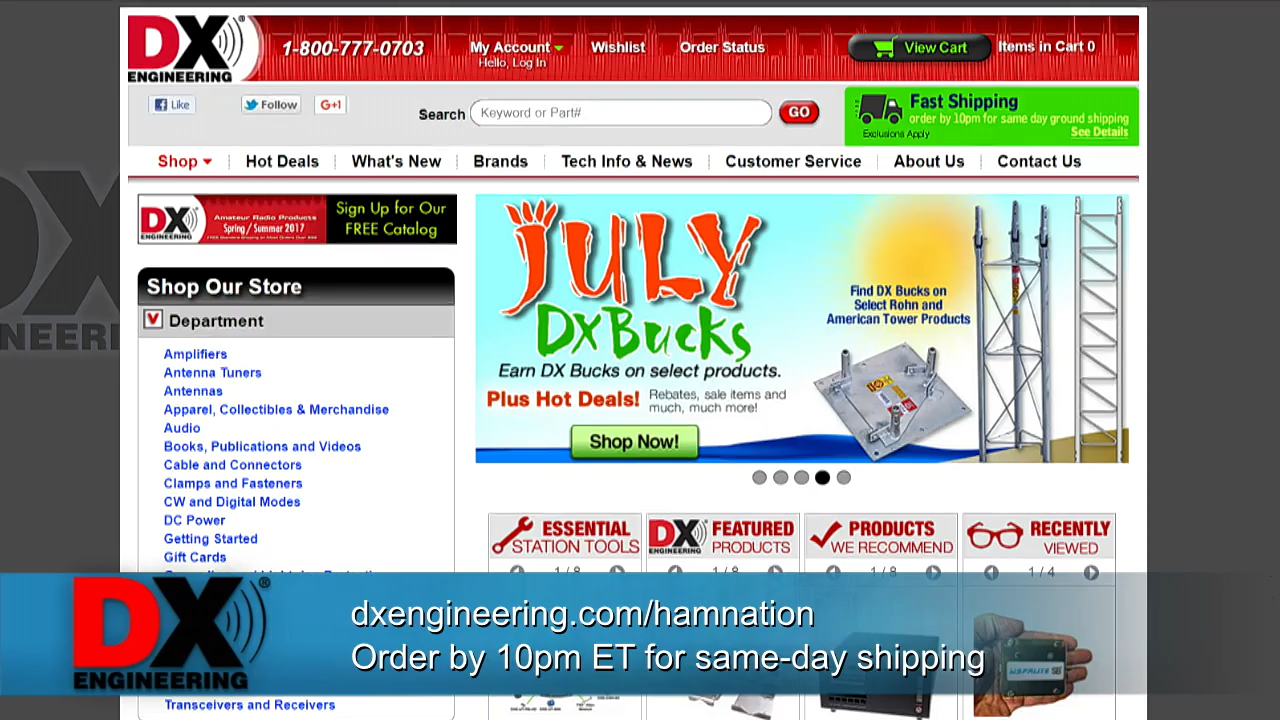 DX
ENGINEERING
1-800-777-0703
My Account
Hello, Log In
Wishlist
Order Status
View Cart
Items in Cart 0
Like
Follow
G+1
Search
Keyword or Part#
GO
Fast Shipping
order by 10pm for same day ground shipping
Exclusions Apply
See Details
Shop
Hot Deals
What's New
Brands
Tech Info & News
Customer Service
About Us
Contact Us
DX
ENGINEERING
Amateur Radio Products
Spring/Summer 2017
Sign Up for Our
FREE Catalog
Shop Our Store
Department
Amplifiers
Antenna Tuners
Antennas
Apparel, Collectibles & Merchandise
Audio
Books, Publications and Videos
Cable and Connectors
Clamps and Fasteners
CW and Digital Modes
DC Power
Getting Started
Gift Cards
JULY
DX Bucks
Earn DX Bucks on select products.
Plus Hot Deals!
Rebates, sale items and
much, much more!
Shop Now!
Find DX Bucks on
Select Rohn and
American Tower Products
ESSENTIAL
STATION TOOLS
1 / 8
DX
ENGINEERING
FEATURED
PRODUCTS
1 / 8
PRODUCTS
WE RECOMMEND
1 / 8
RECENTLY
VIEWED
1 / 4
DX
ENGINEERING
dxengineering.com/hamnation
Order by 10pm ET for same-day shipping
Transceivers and Receivers